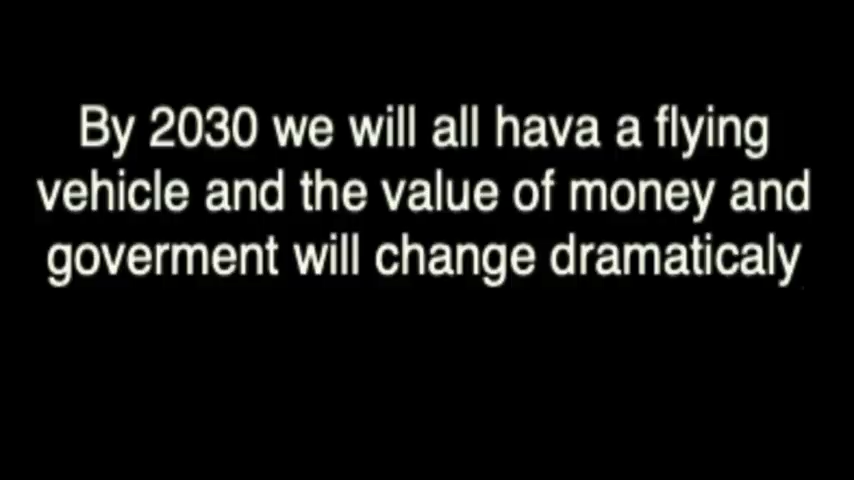 By 2030 we will all hava a flying
vehicle and the value of money and
goverment will change dramaticaly